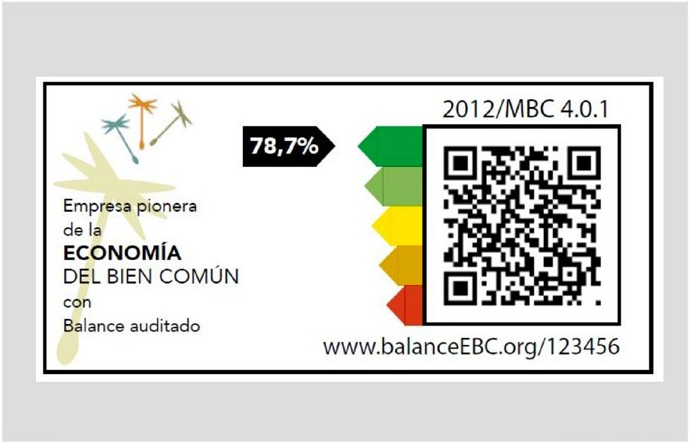 2012/MBC 4.0.1
78,7%
Empresa pionera
de la
ECONOMÍA
DEL BIEN COMÚN
con
Balance auditado
www.balanceEBC.org/123456